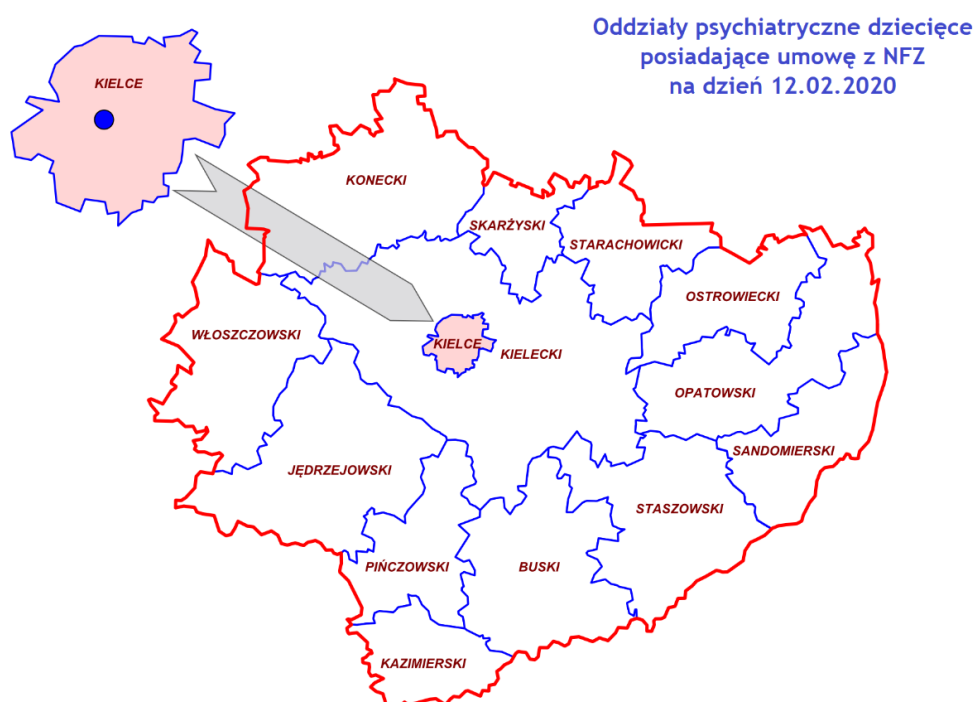 Oddziały psychiatryczne dziecięce
posiadające umowę z NFZ
na dzień 12.02.2020
KIELCE
KONECKI
SKARŻYSKI
STARACHOWICKI
OSTROWIECKI
WŁOSZCZOWSKI
KIELCE
KIELECKI
OPATOWSKI
SANDOMIERSKI
JĘDRZEJOWSKI
STASZOWSKI
PIŃCZOWSKI
BUSKI
KAZIMIERSKI